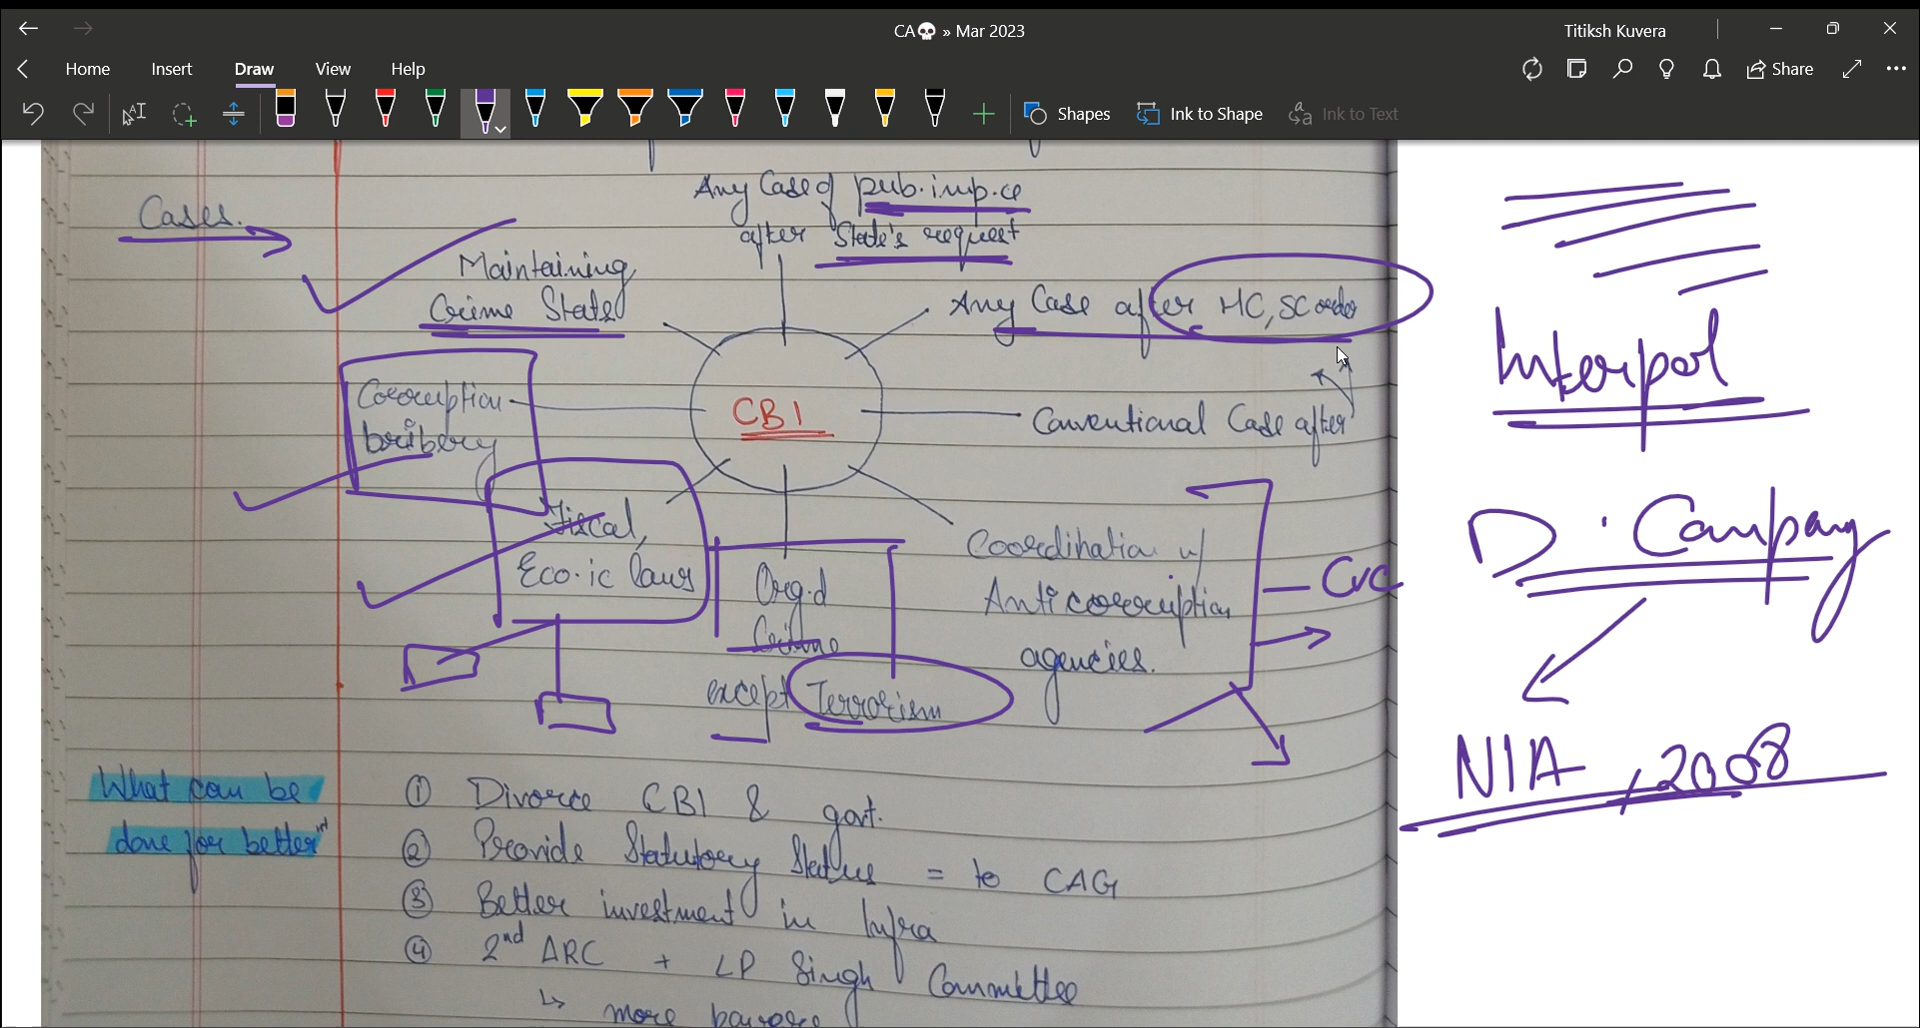 CA💀 » Mar 2023
Titiksh Kuvera
Home Insert Draw View Help
Share
Shapes Ink to Shape Ink to Text
Cases.
Any Case of pub.imp.ce
after State's request
Maintaining
Crime Stats
Any Case after HC, SC order
Corruption
bribery
CBI
Conventional Case after
Fiscal,
Eco.ic laws
Org.d
Crime
except Terrorism
Coordination w/
Anticorruption
agencies.
CVC
Interpol
D. Company
NIA, 2008
What can be
done for better
① Divorce CBI & govt.
② Provide Statutory Status = to CAG
③ Better investment in Infra
④ 2nd ARC + LP Singh Committee
↳ more